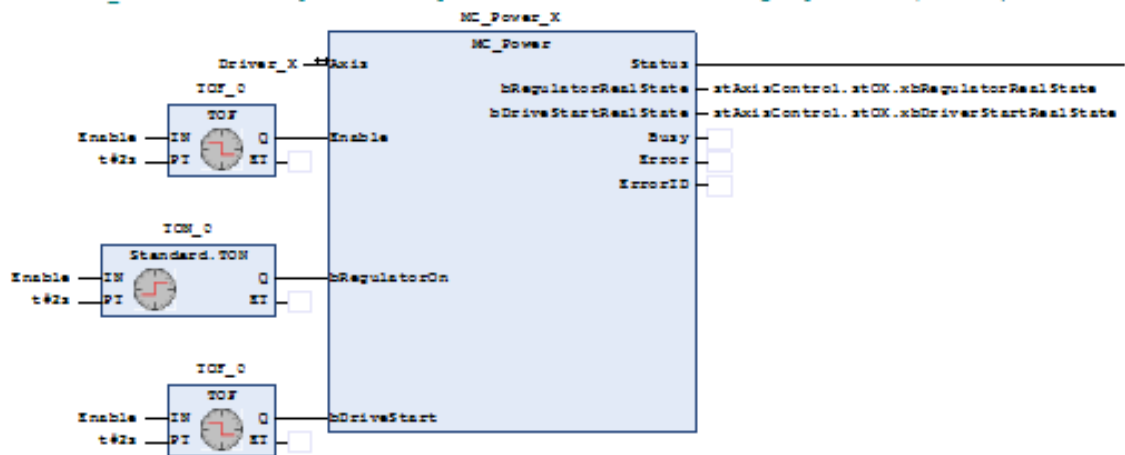 MC_Power_X
MC_Power
Driver_X Axis Status
TOF_0 bRegulatorRealState stAxisControl.stOX.xbRegulatorRealState
TOF bDriveStartRealState stAxisControl.stOX.xbDriverStartRealState
Enable IN Q Enable Busy
t#2s PT ET Error
ErrorID
TON_0
Standard.TON
Enable IN Q bRegulatorOn
t#2s PT ET
TOF_0
TOF
Enable IN Q bDriveStart
t#2s PT ET